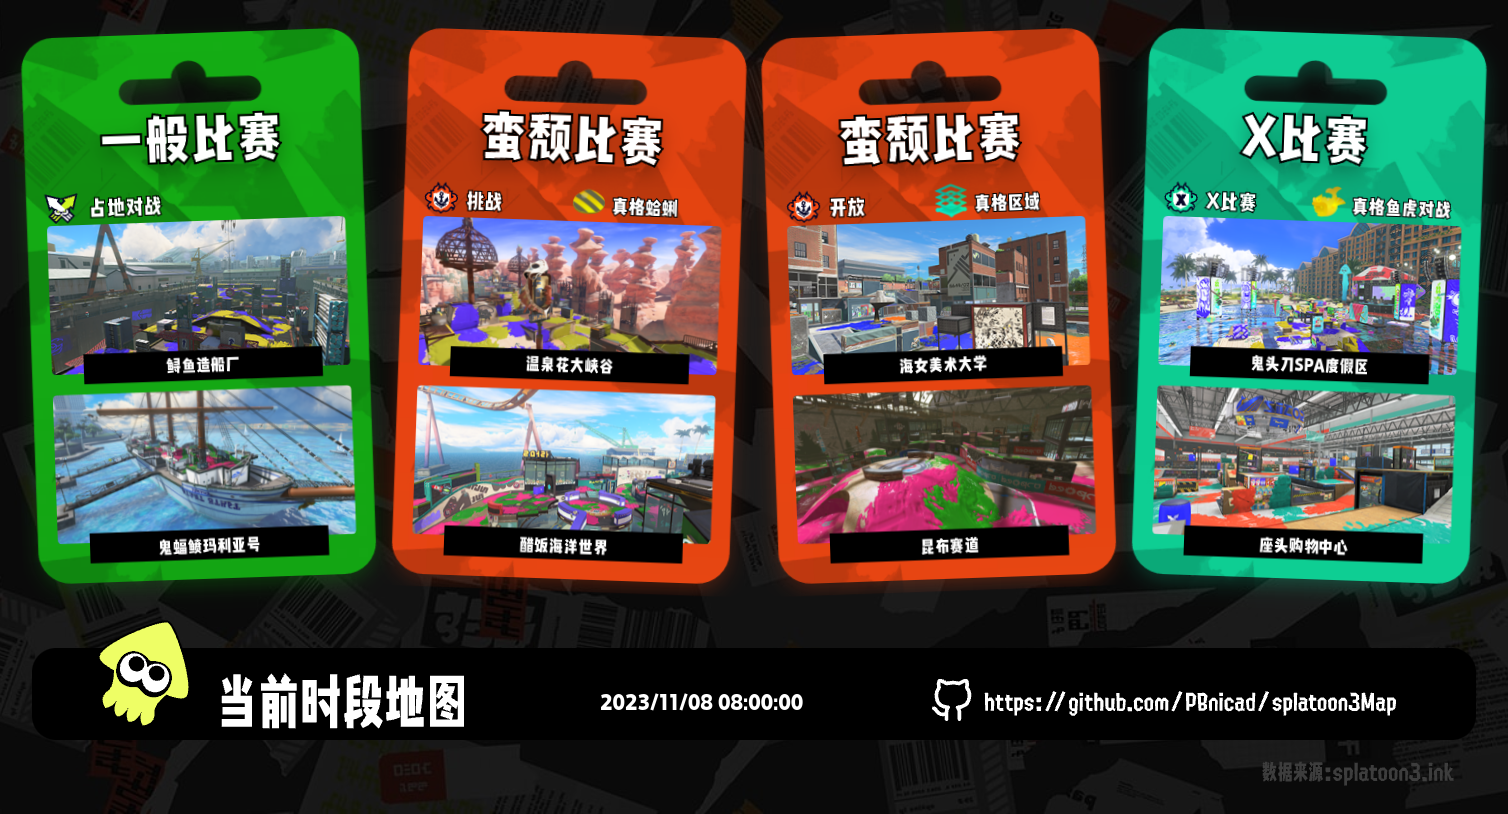 一般比赛
占地对战
鲟鱼造船厂
鬼蝠鲼玛利亚号
蛮颓比赛
挑战
真格蛤蜊
温泉花大峡谷
醋饭海洋世界
蛮颓比赛
开放
真格区域
海女美术大学
昆布赛道
X比赛
X比赛
真格鱼虎对战
鬼头刀SPA度假区
座头购物中心
当前时段地图
2023/11/08 08:00:00
https://github.com/PBnicad/splatoon3Map
数据来源:splatoon3.ink